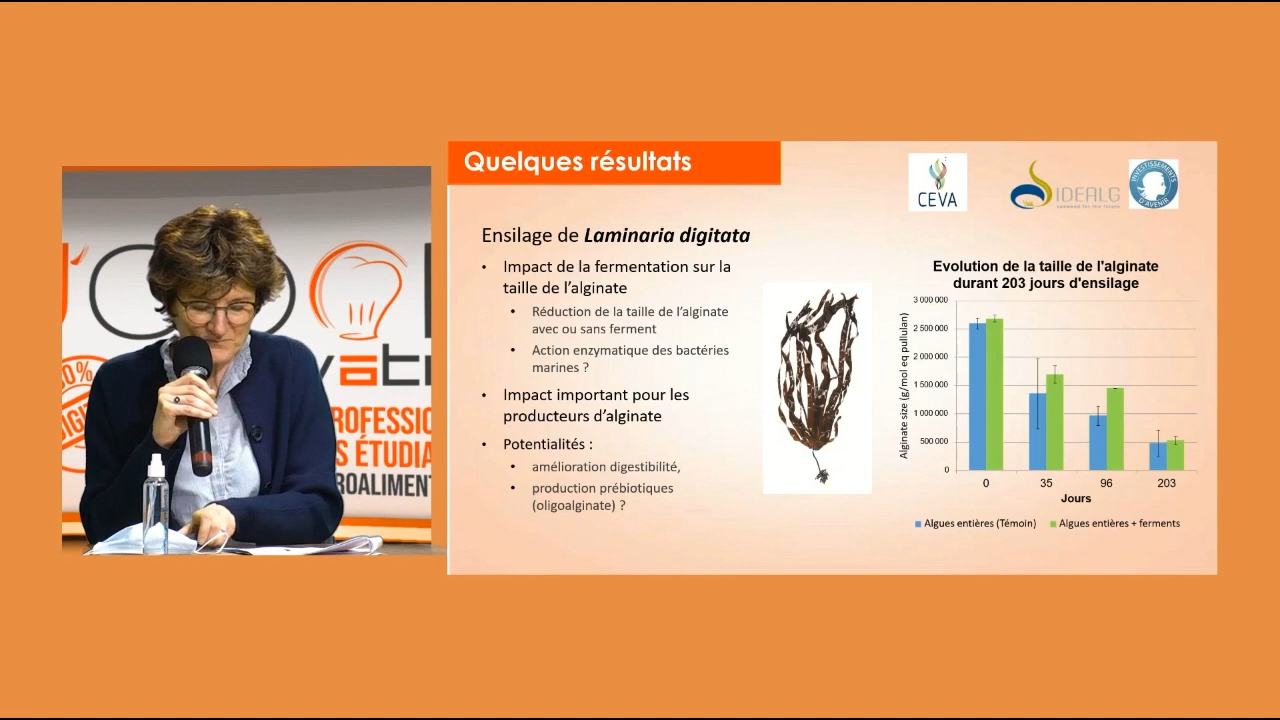 Quelques résultats
CEVA
IDEALG
INVESTISSEMENTS
D'AVENIR
Ensilage de Laminaria digitata
• Impact de la fermentation sur la
taille de l'alginate
• Réduction de la taille de l'alginate
avec ou sans ferment
• Action enzymatique des bactéries
marines ?
• Impact important pour les
producteurs d'alginate
• Potentialités :
• amélioration digestibilité,
• production prébiotiques
(oligoalginate) ?
Evolution de la taille de l'alginate
durant 203 jours d'ensilage
Alginate size (g/mol eq pullulan)
3 000 000
2 500 000
2 000 000
1 500 000
1 000 000
500 000
0
0 35 96 203
Jours
Algues entières (Témoin) Algues entières + ferments
0%
ROFESSIO
S ÉTUDIA
ROALIMENT